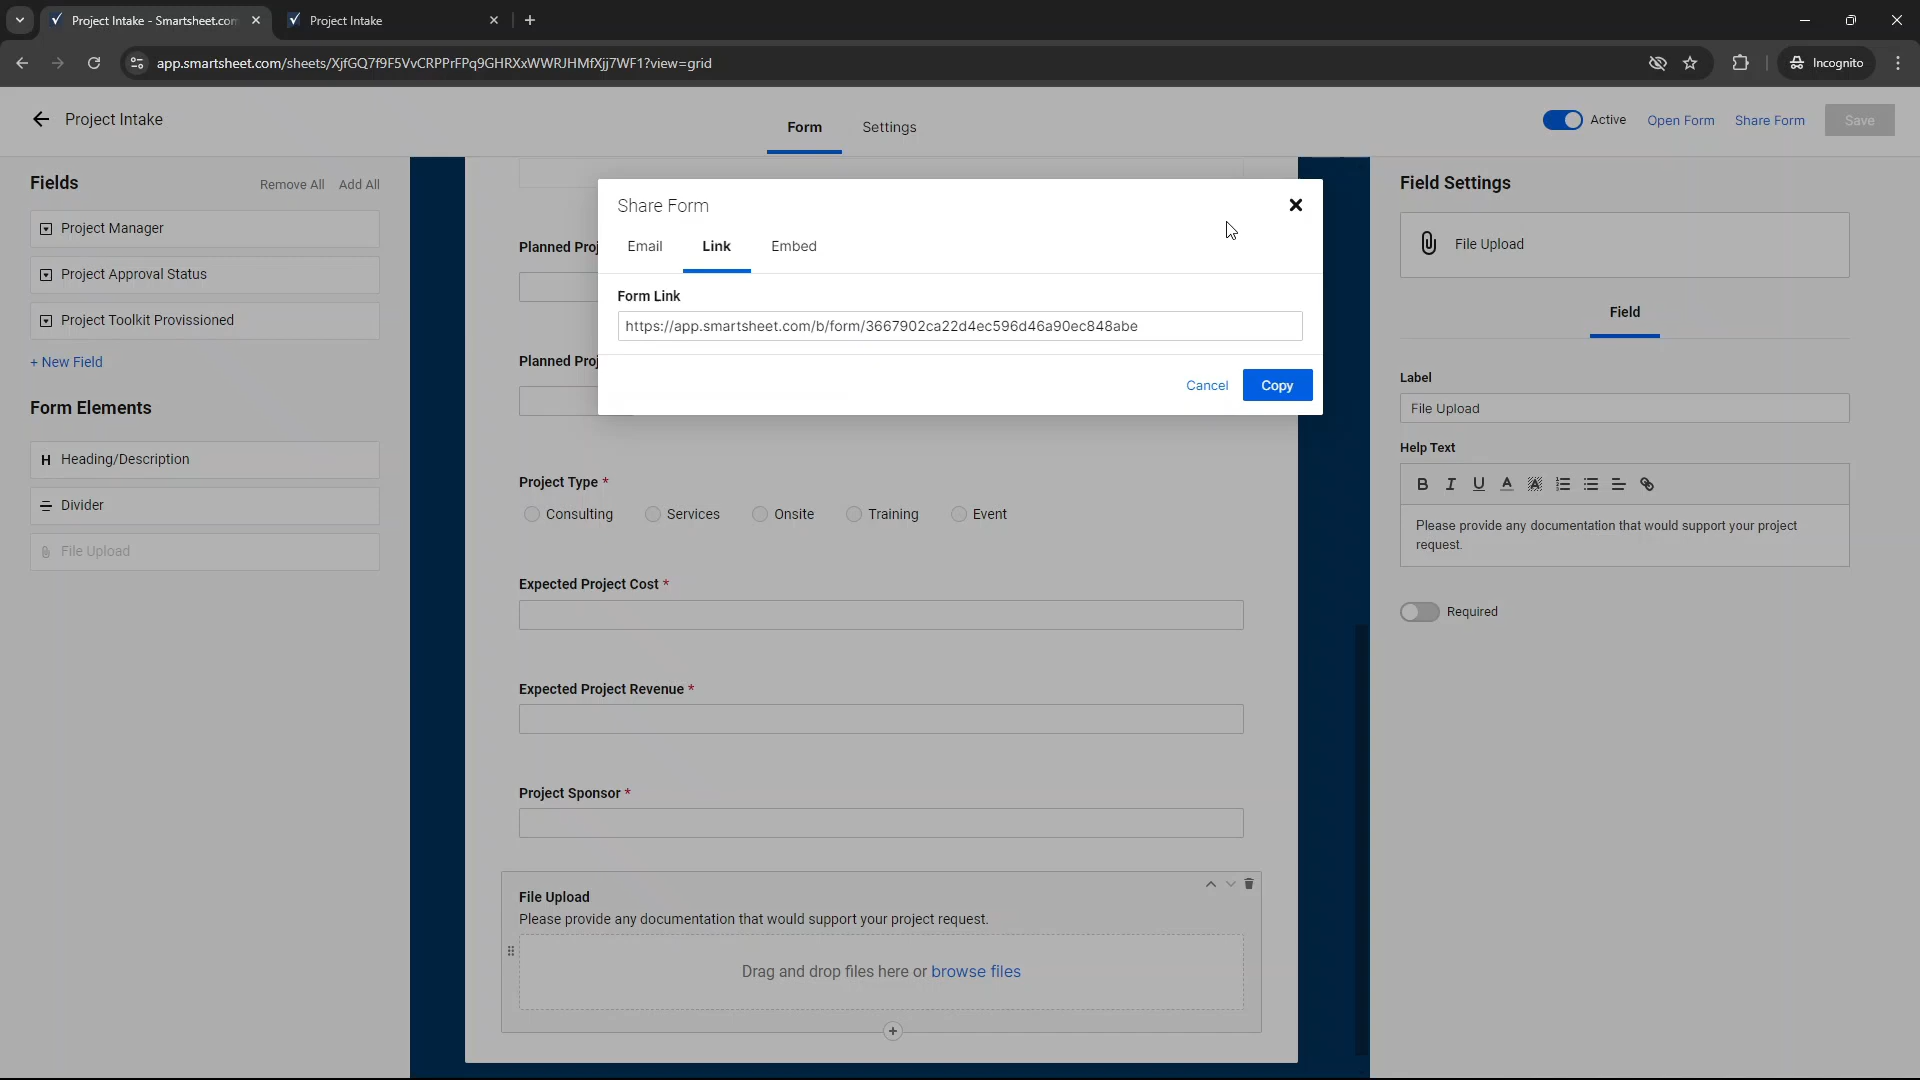 Project Intake - Smartsheet.com
Project Intake
app.smartsheet.com/sheets/XjfGQ7f9F5VvCRPPrFPq9GHRXxWWRJHMfXjj7WF1?view=grid
Incognito
Project Intake
Form
Settings
Active
Open Form
Share Form
Save
Fields
Remove All
Add All
Project Manager
Project Approval Status
Project Toolkit Provissioned
+ New Field
Form Elements
H Heading/Description
Divider
File Upload
Share Form
Email
Link
Embed
Form Link
https://app.smartsheet.com/b/form/3667902ca22d4ec596d46a90ec848abe
Cancel
Copy
Planned Proj
Planned Proj
Project Type *
Consulting
Services
Onsite
Training
Event
Expected Project Cost *
Expected Project Revenue *
Project Sponsor *
File Upload
Please provide any documentation that would support your project request.
Drag and drop files here or browse files
Field Settings
File Upload
Field
Label
File Upload
Help Text
B I U A A
Please provide any documentation that would support your project
request.
Required